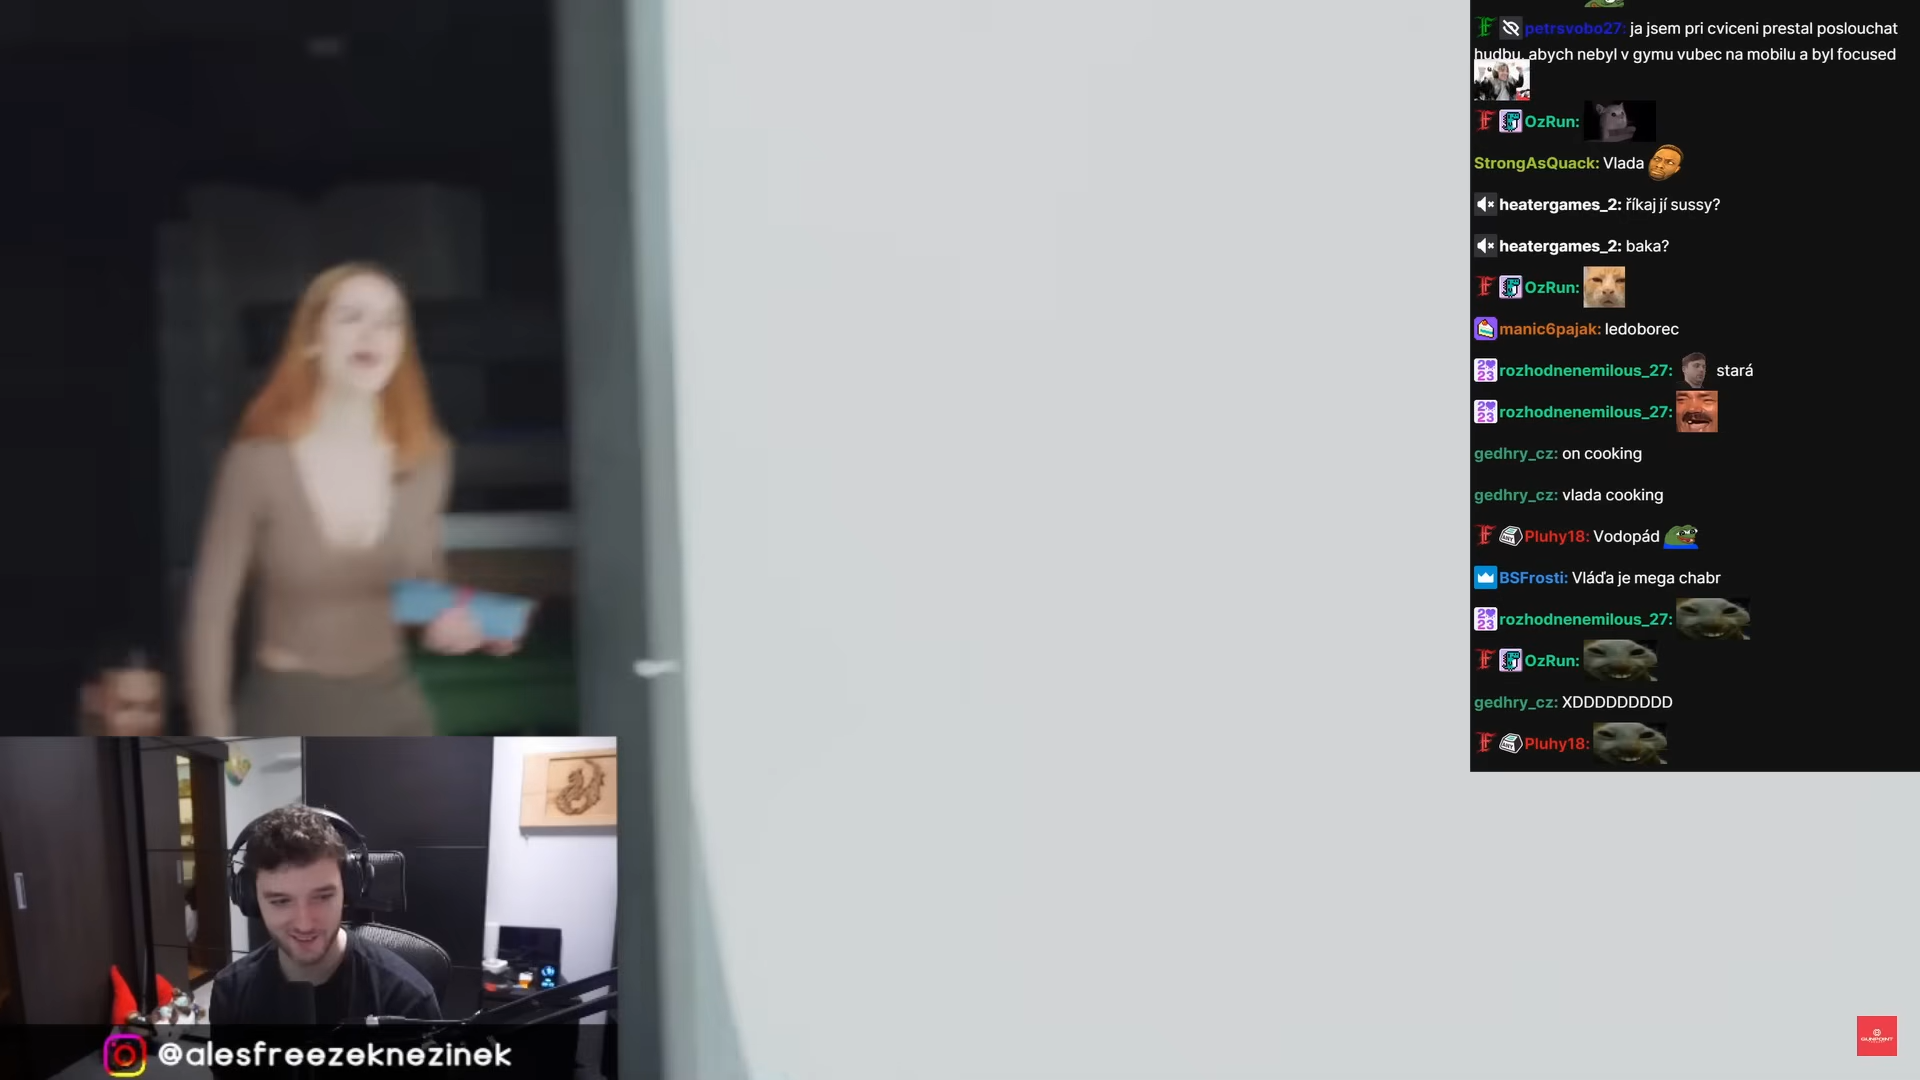 petrsvobo27: ja jsem pri cviceni prestal poslouchat
hudbu, abych nebyl v gymu vubec na mobilu a byl focused
OzRun:
StrongAsQuack: Vlada
heatergames_2: říkaj jí sussy?
heatergames_2: baka?
OzRun:
manic6pajak: ledoborec
rozhodnenemilous_27: stará
rozhodnenemilous_27:
gedhry_cz: on cooking
gedhry_cz: vlada cooking
Pluhy18: Vodopád
BSFrosti: Vláďa je mega chabr
rozhodnenemilous_27:
OzRun:
gedhry_cz: XDDDDDDDDD
Pluhy18:
@alesfreezeknezinek
GUNPOINT